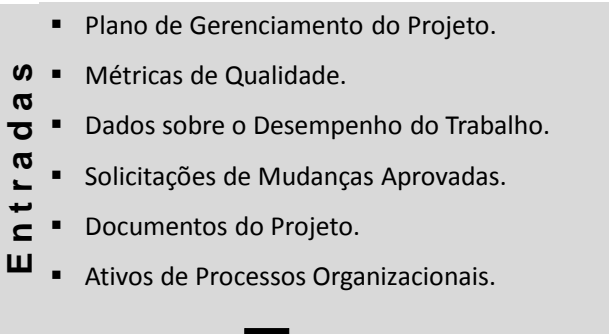 Entradas
▪ Plano de Gerenciamento do Projeto.
▪ Métricas de Qualidade.
▪ Dados sobre o Desempenho do Trabalho.
▪ Solicitações de Mudanças Aprovadas.
▪ Documentos do Projeto.
▪ Ativos de Processos Organizacionais.